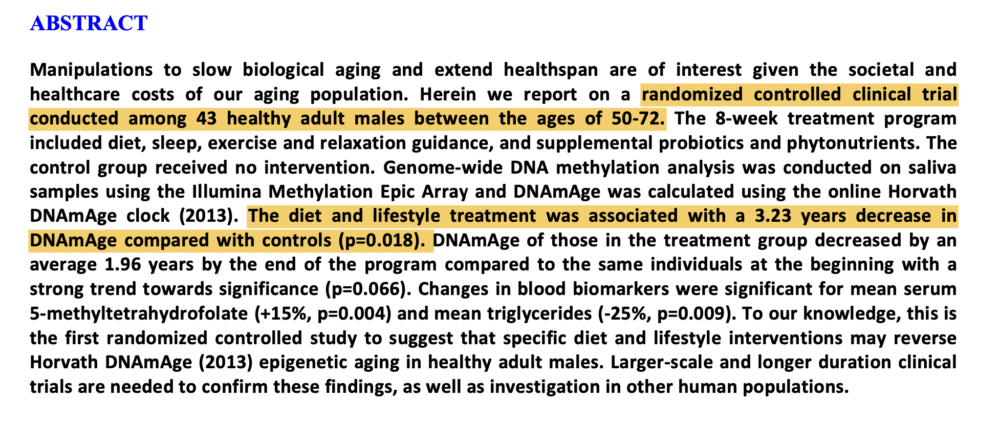 ABSTRACT
Manipulations to slow biological aging and extend healthspan are of interest given the societal and
healthcare costs of our aging population. Herein we report on a randomized controlled clinical trial
conducted among 43 healthy adult males between the ages of 50-72. The 8-week treatment program
included diet, sleep, exercise and relaxation guidance, and supplemental probiotics and phytonutrients. The
control group received no intervention. Genome-wide DNA methylation analysis was conducted on saliva
samples using the Illumina Methylation Epic Array and DNAmAge was calculated using the online Horvath
DNAmAge clock (2013). The diet and lifestyle treatment was associated with a 3.23 years decrease in
DNAmAge compared with controls (p=0.018). DNAmAge of those in the treatment group decreased by an
average 1.96 years by the end of the program compared to the same individuals at the beginning with a
strong trend towards significance (p=0.066). Changes in blood biomarkers were significant for mean serum
5-methyltetrahydrofolate (+15%, p=0.004) and mean triglycerides (-25%, p=0.009). To our knowledge, this is
the first randomized controlled study to suggest that specific diet and lifestyle interventions may reverse
Horvath DNAmAge (2013) epigenetic aging in healthy adult males. Larger-scale and longer duration clinical
trials are needed to confirm these findings, as well as investigation in other human populations.